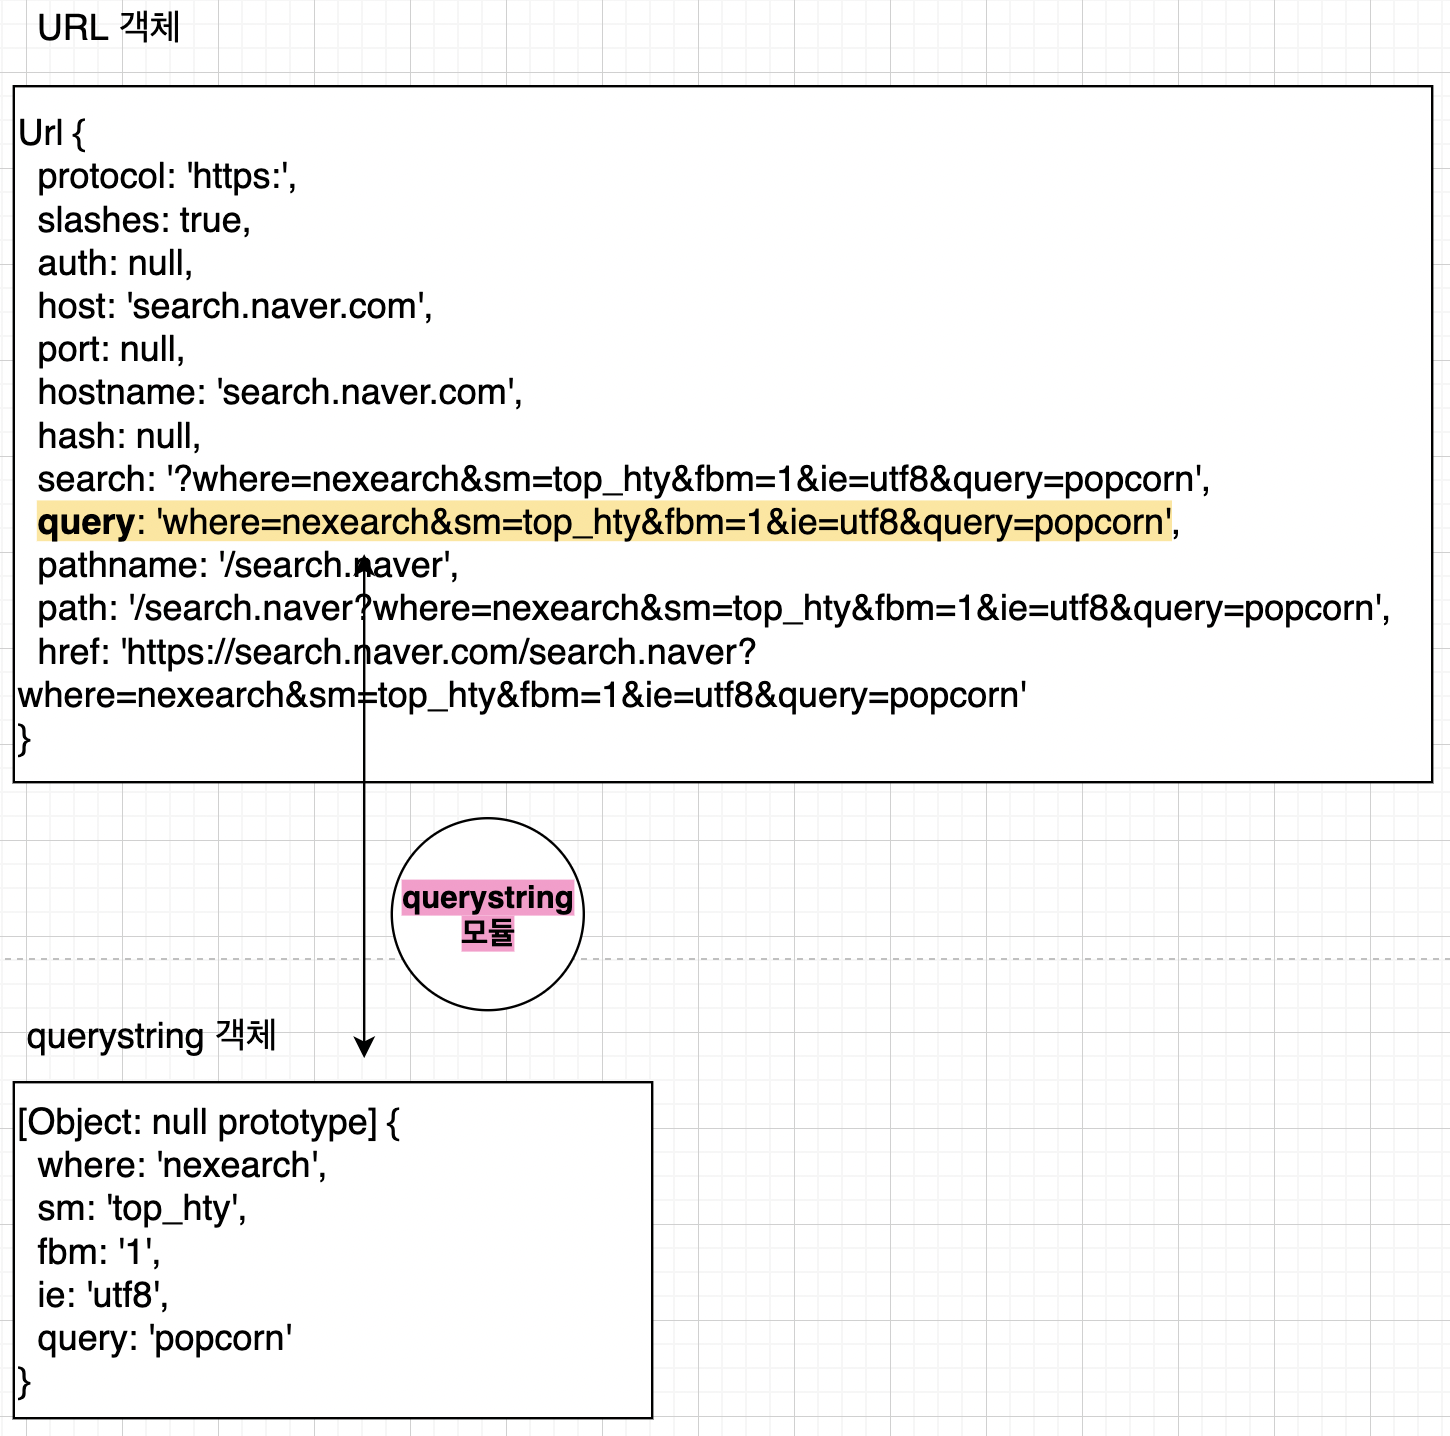 URL 객체
Url {
protocol: 'https:',
slashes: true,
auth: null,
host: 'search.naver.com',
port: null,
hostname: 'search.naver.com',
hash: null,
search: '?where=nexearch&sm=top_hty&fbm=1&ie=utf8&query=popcorn',
query: 'where=nexearch&sm=top_hty&fbm=1&ie=utf8&query=popcorn',
pathname: '/search.naver',
path: '/search.naver?where=nexearch&sm=top_hty&fbm=1&ie=utf8&query=popcorn',
href: 'https://search.naver.com/search.naver?
where=nexearch&sm=top_hty&fbm=1&ie=utf8&query=popcorn'
}
querystring
모듈
querystring 객체
[Object: null prototype] {
where: 'nexearch',
sm: 'top_hty',
fbm: '1',
ie: 'utf8',
query: 'popcorn'
}